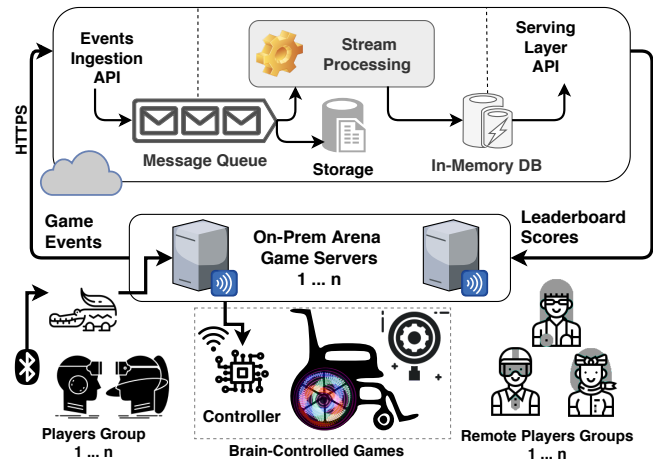 Events
Ingestion
API
Stream
Processing
Serving
Layer
API
HTTPS
Message Queue
Storage
In-Memory DB
Game
Events
On-Prem Arena
Game Servers
1 ... n
Leaderboard
Scores
Controller
Players Group
1 ... n
Brain-Controlled Games
Remote Players Groups
1 ... n